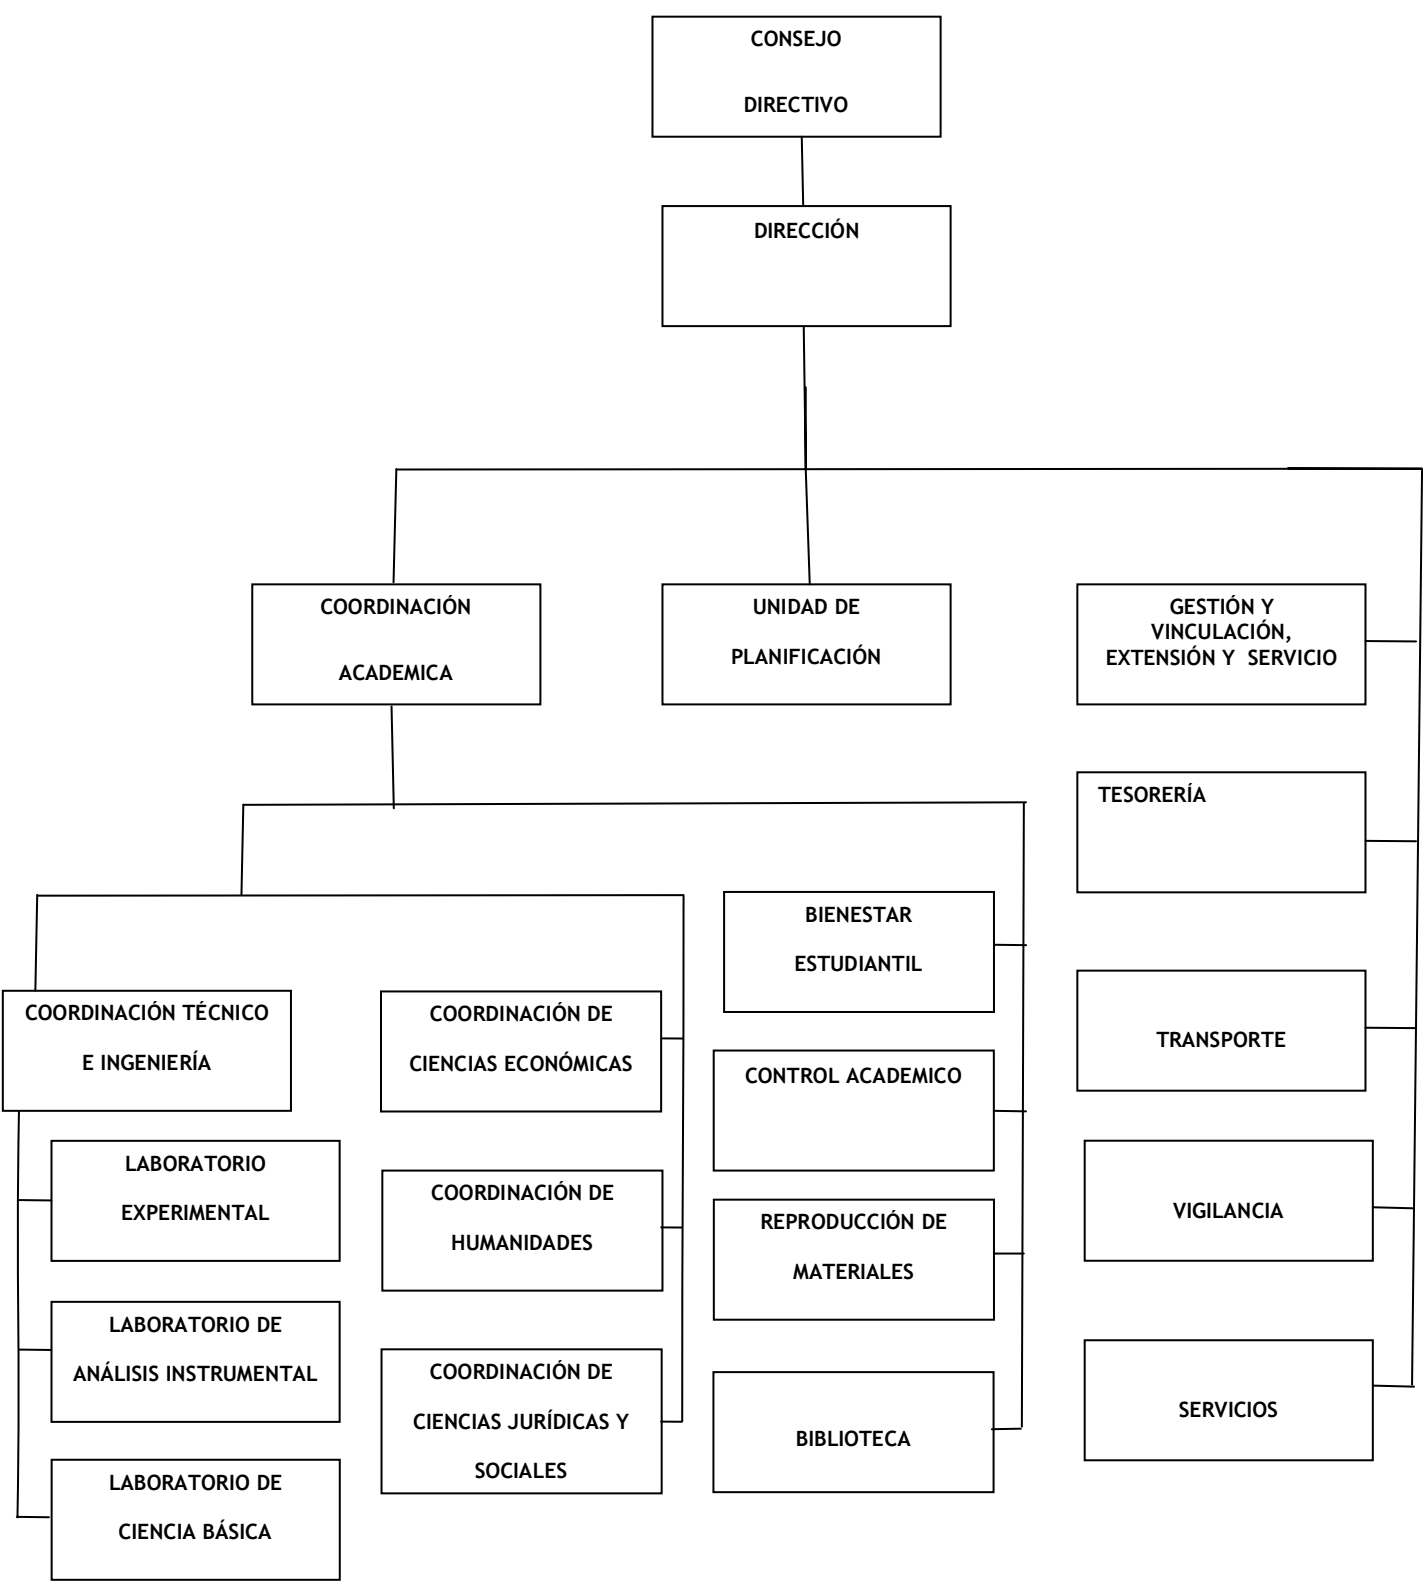 CONSEJO
DIRECTIVO
DIRECCIÓN
COORDINACIÓN
ACADEMICA
UNIDAD DE
PLANIFICACIÓN
GESTIÓN Y
VINCULACIÓN,
EXTENSIÓN Y  SERVICIO
TESORERÍA
TRANSPORTE
VIGILANCIA
SERVICIOS
BIENESTAR
ESTUDIANTIL
CONTROL ACADEMICO
REPRODUCCIÓN DE
MATERIALES
BIBLIOTECA
COORDINACIÓN TÉCNICO
E INGENIERÍA
COORDINACIÓN DE
CIENCIAS ECONÓMICAS
COORDINACIÓN DE
HUMANIDADES
COORDINACIÓN DE
CIENCIAS JURÍDICAS Y
SOCIALES
LABORATORIO
EXPERIMENTAL
LABORATORIO DE
ANÁLISIS INSTRUMENTAL
LABORATORIO DE
CIENCIA BÁSICA